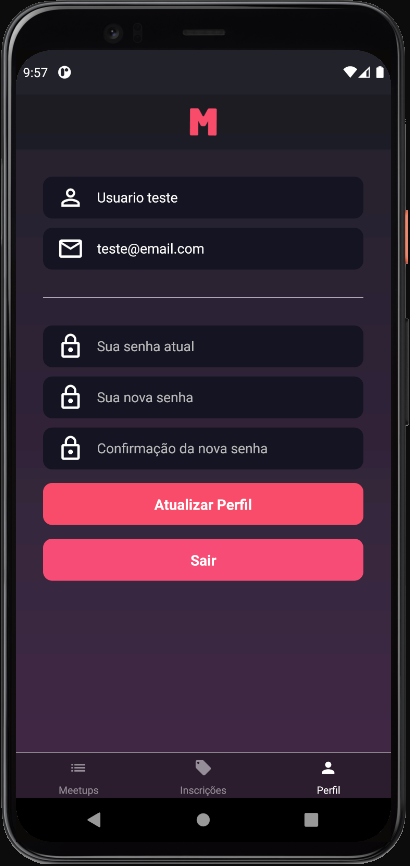 9:57
M
Usuario teste
teste@email.com
Sua senha atual
Sua nova senha
Confirmação da nova senha
Atualizar Perfil
Sair
Meetups
Inscrições
Perfil